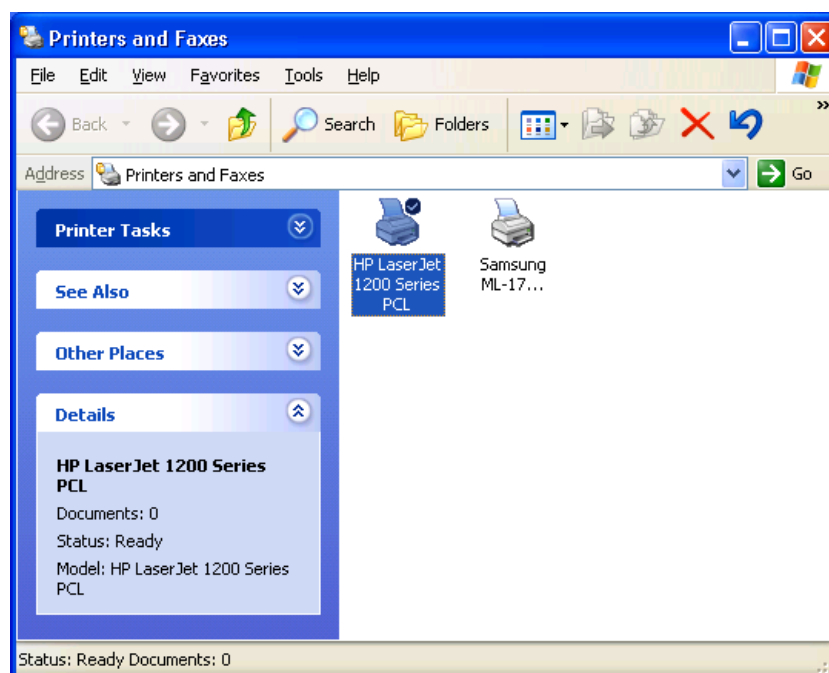 Printers and Faxes
File Edit View Favorites Tools Help
Back Search Folders »
Address Printers and Faxes Go
Printer Tasks
See Also
Other Places
Details
HP LaserJet 1200 Series
PCL
Documents: 0
Status: Ready
Model: HP LaserJet 1200 Series
PCL
HP LaserJet
1200 Series
PCL
Samsung
ML-17...
Status: Ready Documents: 0